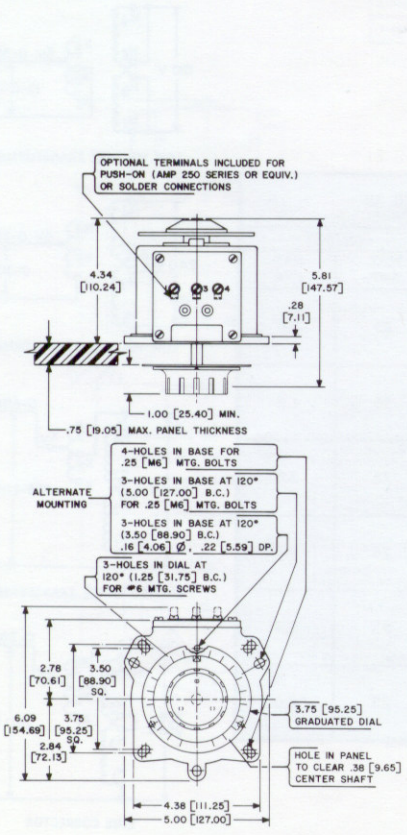 OPTIONAL TERMINALS INCLUDED FOR
PUSH-ON (AMP 250 SERIES OR EQUIV.)
OR SOLDER CONNECTIONS
4.34
[110.24]
5.81
[147.57]
.28
[7.11]
3 4
1.00 [25.40] MIN.
.75 [19.05] MAX. PANEL THICKNESS
ALTERNATE
MOUNTING
4-HOLES IN BASE FOR
.25 [M6] MTG. BOLTS
3-HOLES IN BASE AT 120°
(5.00 [127.00] B.C.)
FOR .25 [M6] MTG. BOLTS
3-HOLES IN BASE AT 120°
(3.50 [88.90] B.C.)
.16 [4.06] Ø, .22 [5.59] DP.
3-HOLES IN DIAL AT
120° (1.25 [31.75] B.C.)
FOR #6 MTG. SCREWS
2.78
[70.61]
3.50
[88.90]
SQ.
6.09
[154.69]
3.75
[95.25]
SQ.
2.84
[72.13]
3.75 [95.25]
GRADUATED DIAL
HOLE IN PANEL
TO CLEAR .38 [9.65]
CENTER SHAFT
4.38 [111.25]
5.00 [127.00]